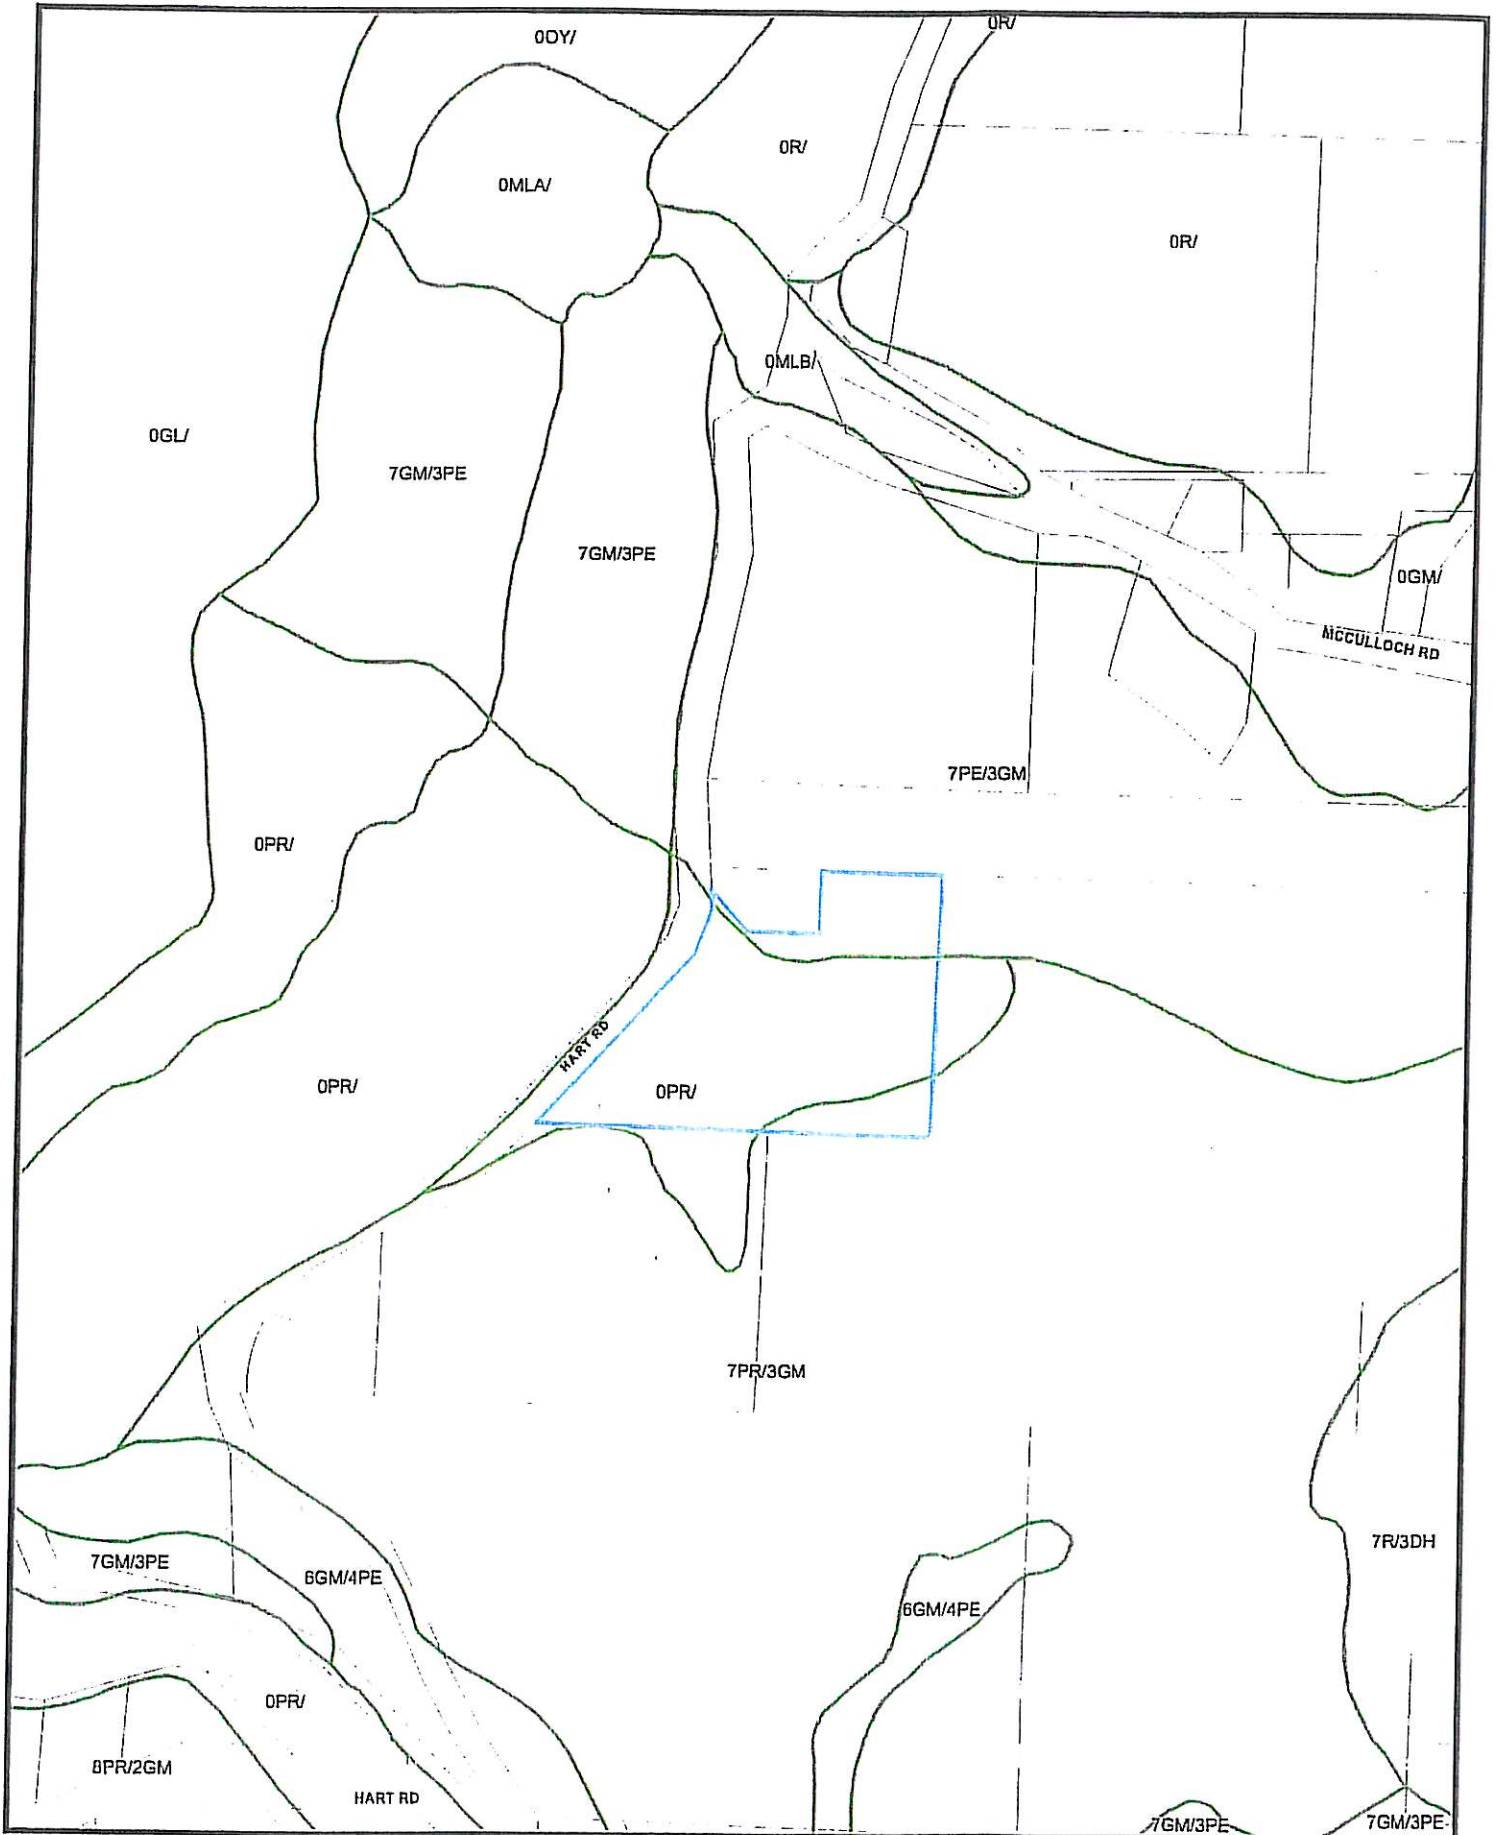 0R/
0DY/
0R/
0MLA/
0R/
0MLB/
0GL/
7GM/3PE
7GM/3PE
0GM/
MCCULLOCH RD
7PE/3GM
0PR/
HART RD
0PR/
0PR/
7PR/3GM
7R/3DH
7GM/3PE
6GM/4PE
6GM/4PE
0PR/
8PR/2GM
HART RD
7GM/3PE
7GM/3PE